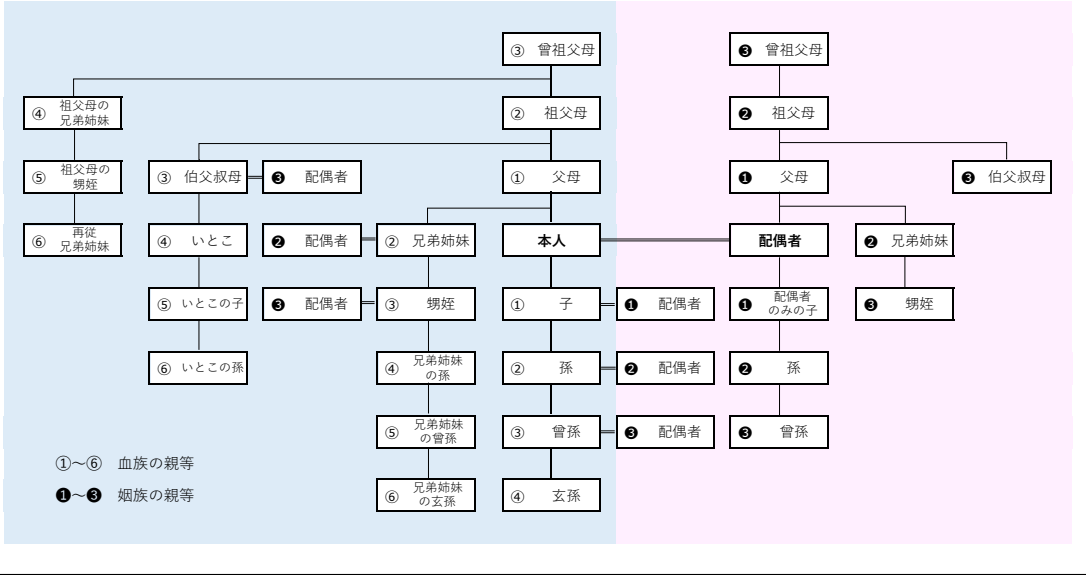 ③ 曾祖父母
❸ 曾祖父母
④ 祖父母の
兄弟姉妹
② 祖父母
❷ 祖父母
⑤ 祖父母の
甥姪
③ 伯父叔母
❸ 配偶者
① 父母
❶ 父母
❸ 伯父叔母
⑥ 再従
兄弟姉妹
④ いとこ
❷ 配偶者
② 兄弟姉妹
本人
配偶者
❷ 兄弟姉妹
⑤ いとこの子
❸ 配偶者
③ 甥姪
① 子
❶ 配偶者
❶ 配偶者
のみの子
❸ 甥姪
⑥ いとこの孫
④ 兄弟姉妹
の孫
② 孫
❷ 配偶者
❷ 孫
⑤ 兄弟姉妹
の曾孫
③ 曾孫
❸ 配偶者
❸ 曾孫
①～⑥ 血族の親等
❶～❸ 姻族の親等
⑥ 兄弟姉妹
の玄孫
④ 玄孫